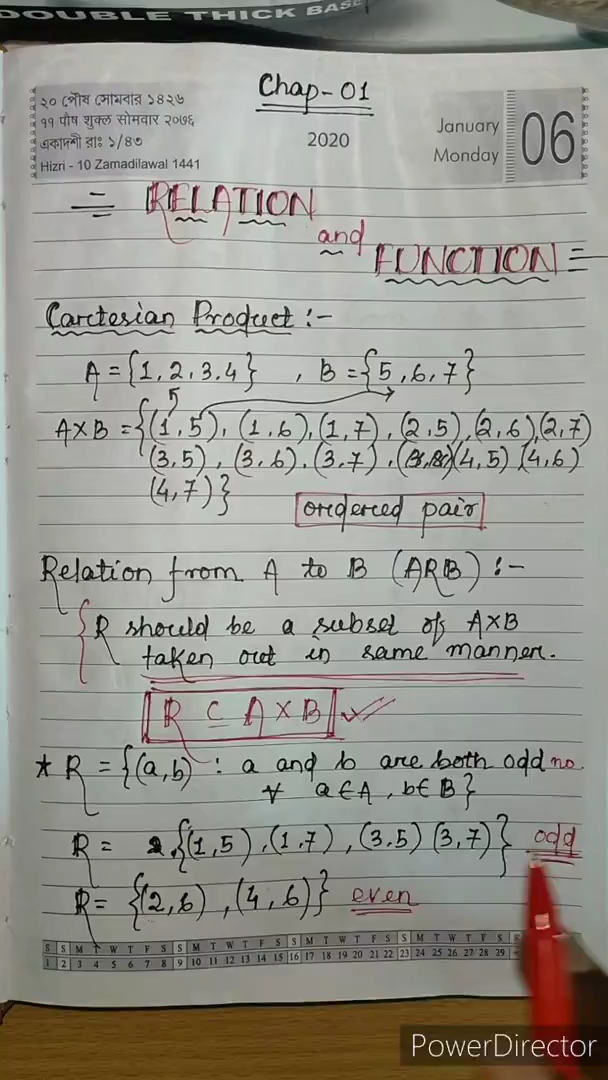 DOUBLE THICK BASE
Chap-01
২০ পৌষ সোমবার ১৪২৬
११ पौष शुक्ल सोमवार २०७६
একাদশী রাঃ ১/৪৩
Hizri - 10 Zamadilawal 1441
2020
January
Monday
06
= RELATION
and
FUNCTION =
Carctesian Product :-
A = {1, 2, 3, 4} , B = {5, 6, 7}
5
A×B = {(1, 5), (1, 6), (1, 7), (2, 5), (2, 6), (2, 7)
(3, 5), (3, 6), (3, 7), (4, 5) (4, 6)
(4, 7)}
ordered pair
Relation from A to B (ARB) :-
R should be a subset of A×B
taken out in same manner.
R ⊆ A × B
* R = {(a, b) : a and b are both odd no.
∀ a∈A, b∈B}
R = {(1, 5), (1, 7), (3, 5) (3, 7)} odd
R = {(2, 6), (4, 6)} even
S S M T W T F S S M T W T F S S M T W T F S S M T W T F S
1 2 3 4 5 6 7 8 9 10 11 12 13 14 15 16 17 18 19 20 21 22 23 24 25 26 27 28 29
PowerDirector